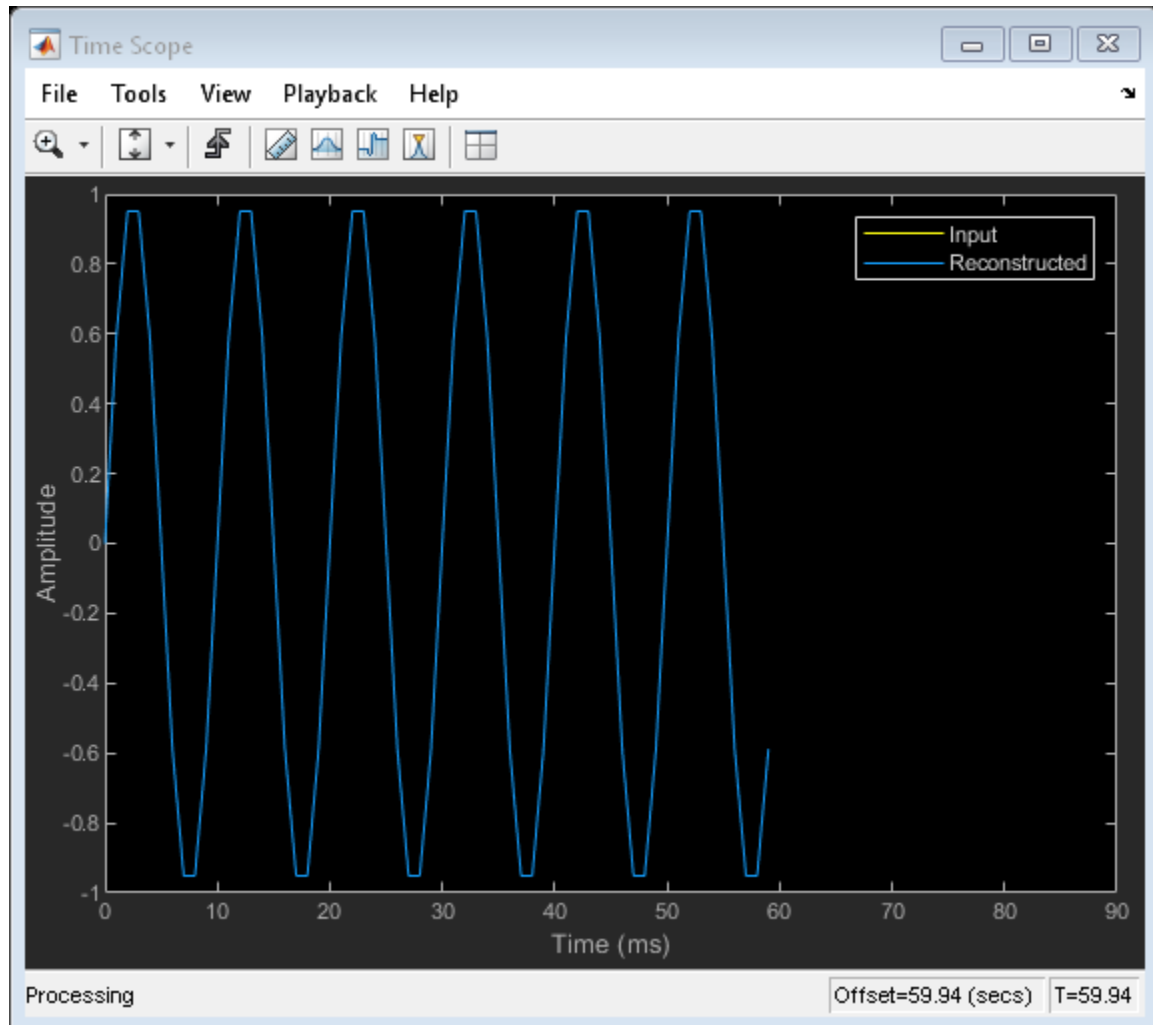 Time Scope
File Tools View Playback Help
1
0.8
0.6
0.4
0.2
0
-0.2
-0.4
-0.6
-0.8
-1
Amplitude
Input
Reconstructed
0 10 20 30 40 50 60 70 80 90
Time (ms)
Processing Offset=59.94 (secs) T=59.94